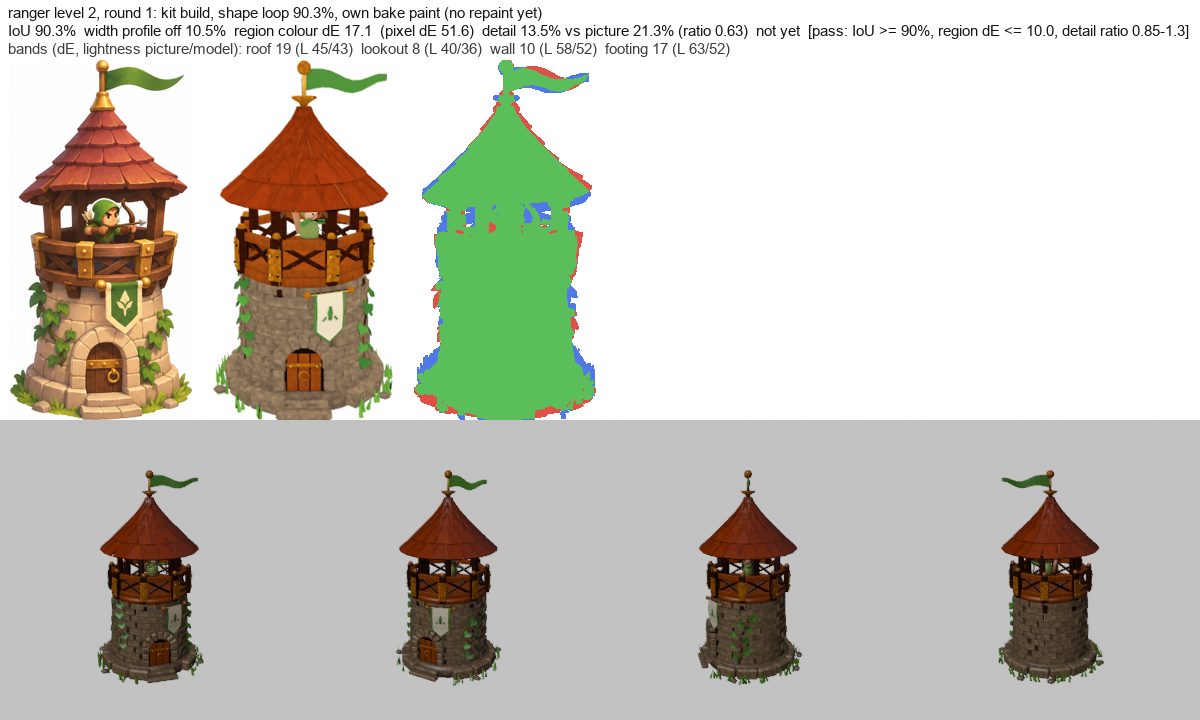 ranger level 2, round 1: kit build, shape loop 90.3%, own bake paint (no repaint yet)
IoU 90.3%  width profile off 10.5%  region colour dE 17.1  (pixel dE 51.6)  detail 13.5% vs picture 21.3% (ratio 0.63)  not yet  [pass: IoU >= 90%, region dE <= 10.0, detail ratio 0.85-1.3]
bands (dE, lightness picture/model): roof 19 (L 45/43)  lookout 8 (L 40/36)  wall 10 (L 58/52)  footing 17 (L 63/52)